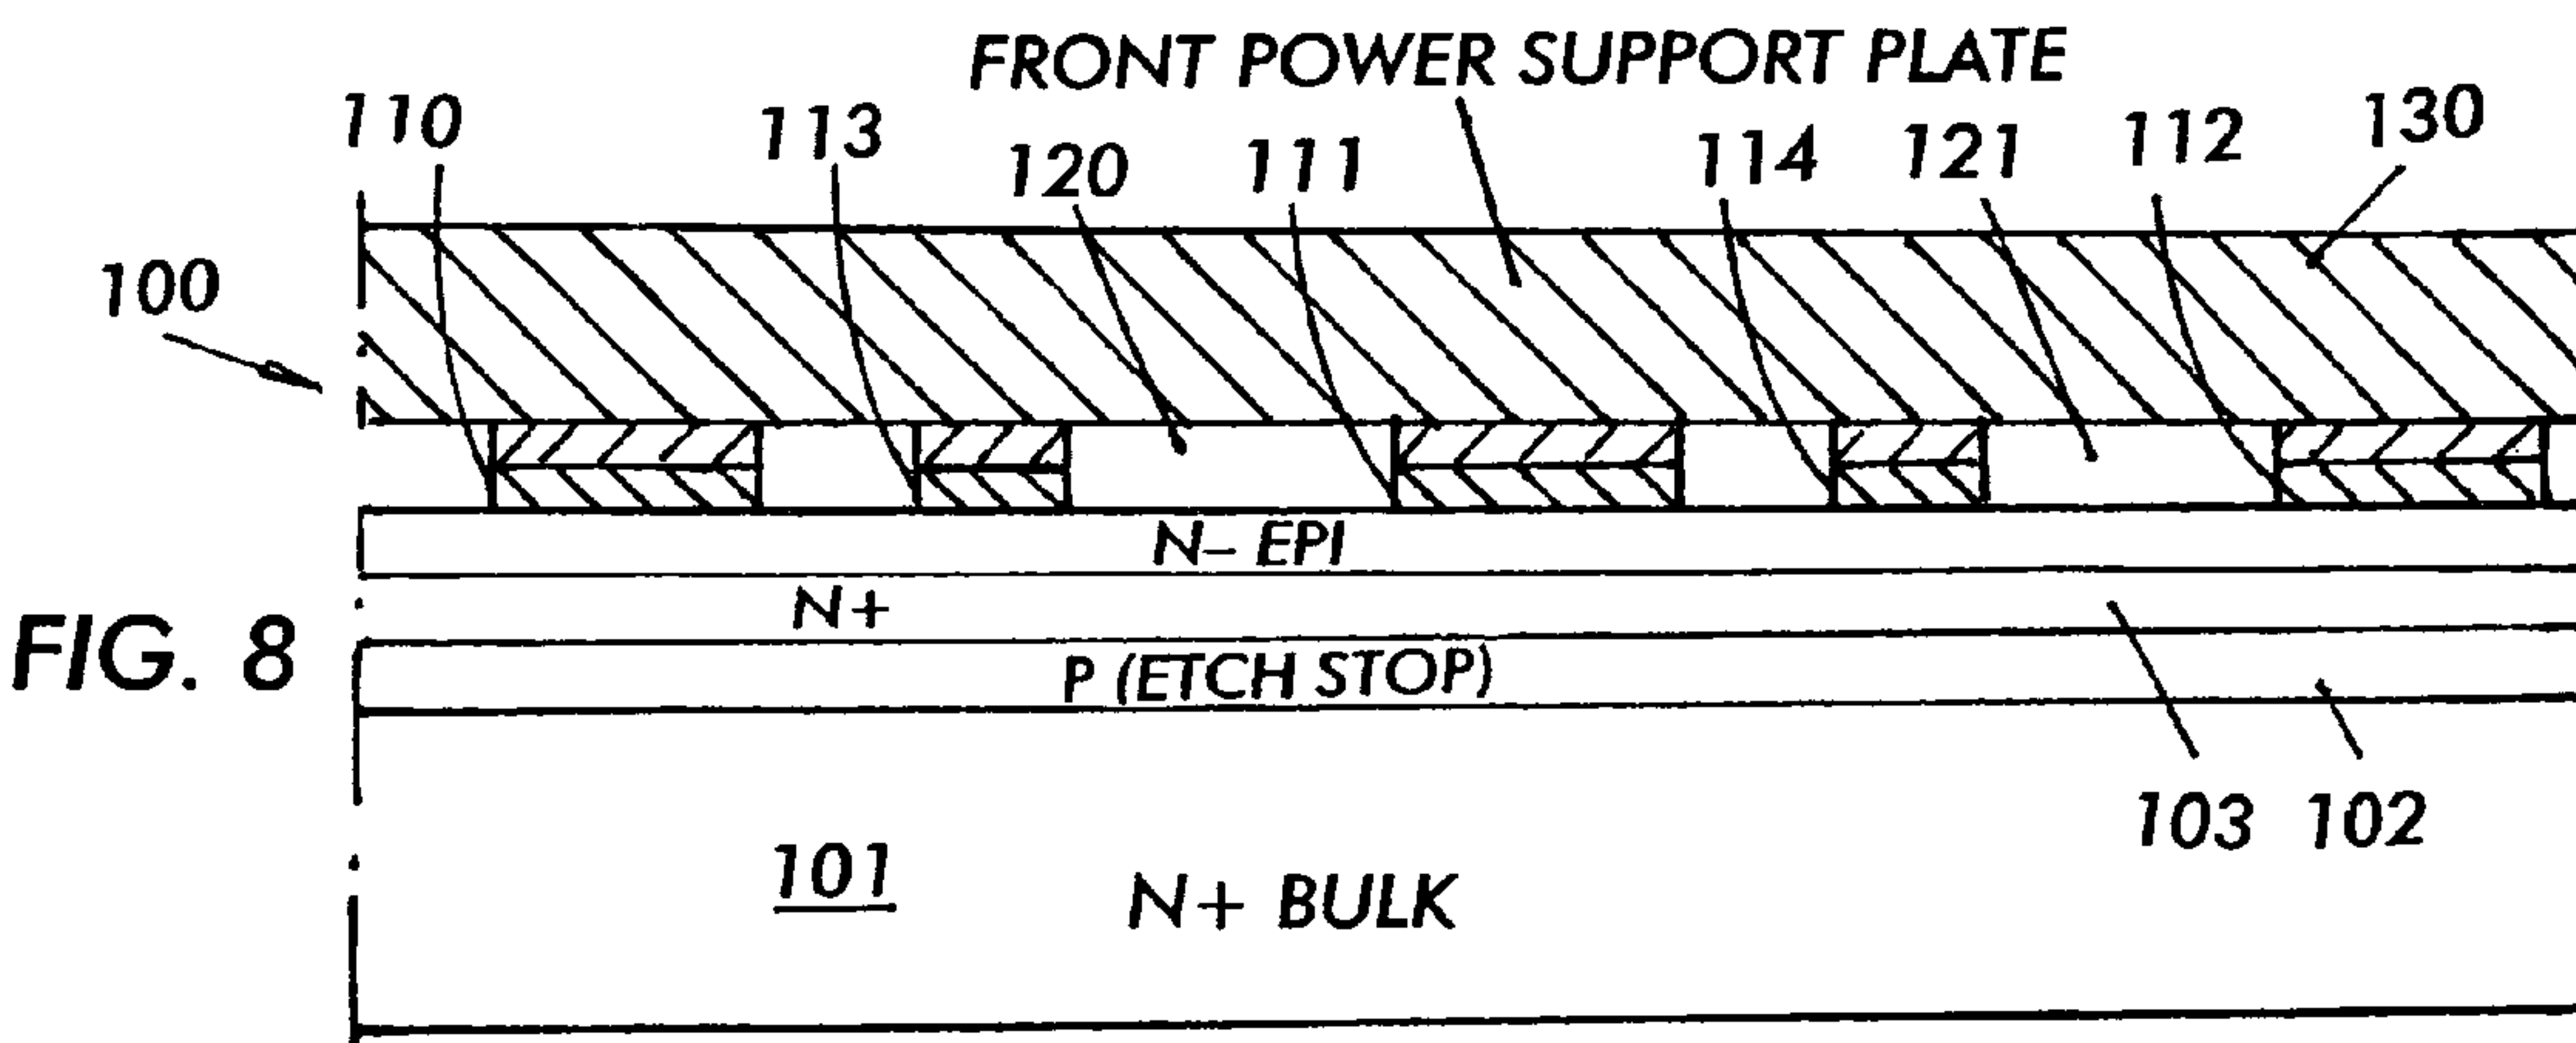 FRONT POWER SUPPORT PLATE
110
113
120
111
114
121
112
130
100
N- EPI
N+
FIG. 8
P (ETCH STOP)
103
102
101
N+ BULK